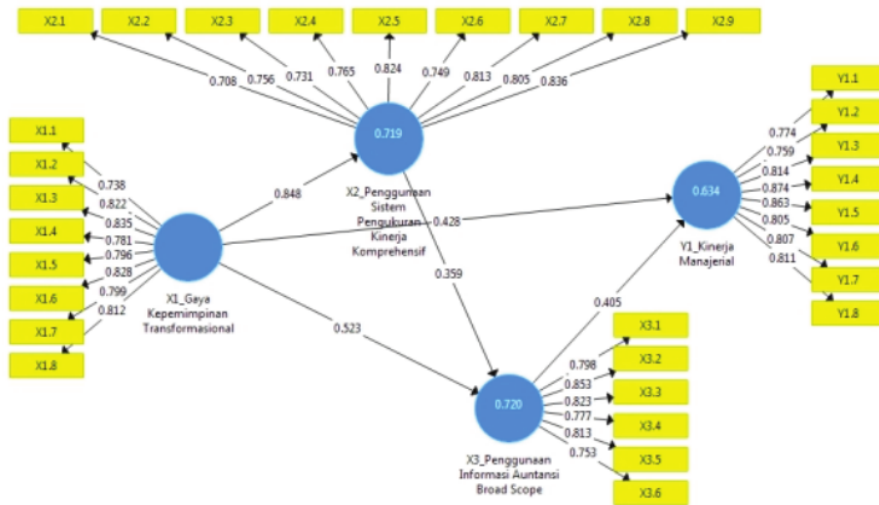 X2.1 X2.2 X2.3 X2.4 X2.5 X2.6 X2.7 X2.8 X2.9
0.708 0.756 0.731 0.765 0.824 0.749 0.813 0.805 0.836
X1.1
X1.2
X1.3
X1.4
X1.5
X1.6
X1.7
X1.8
0.738
0.822
0.835
0.781
0.796
0.828
0.799
0.812
X1_Gaya
Kepemimpinan
Transformasional
0.848
0.428
0.523
0.719
X2_Penggunaan
Sistem
Pengukuran
Kinerja
Komprehensif
0.359
0.720
X3_Penggunaan
Informasi Auntansi
Broad Scope
0.405
0.798
0.853
0.823
0.777
0.813
0.753
X3.1
X3.2
X3.3
X3.4
X3.5
X3.6
0.634
Y1_Kinerja
Manajerial
0.774
0.759
0.814
0.874
0.863
0.805
0.807
0.811
Y1.1
Y1.2
Y1.3
Y1.4
Y1.5
Y1.6
Y1.7
Y1.8